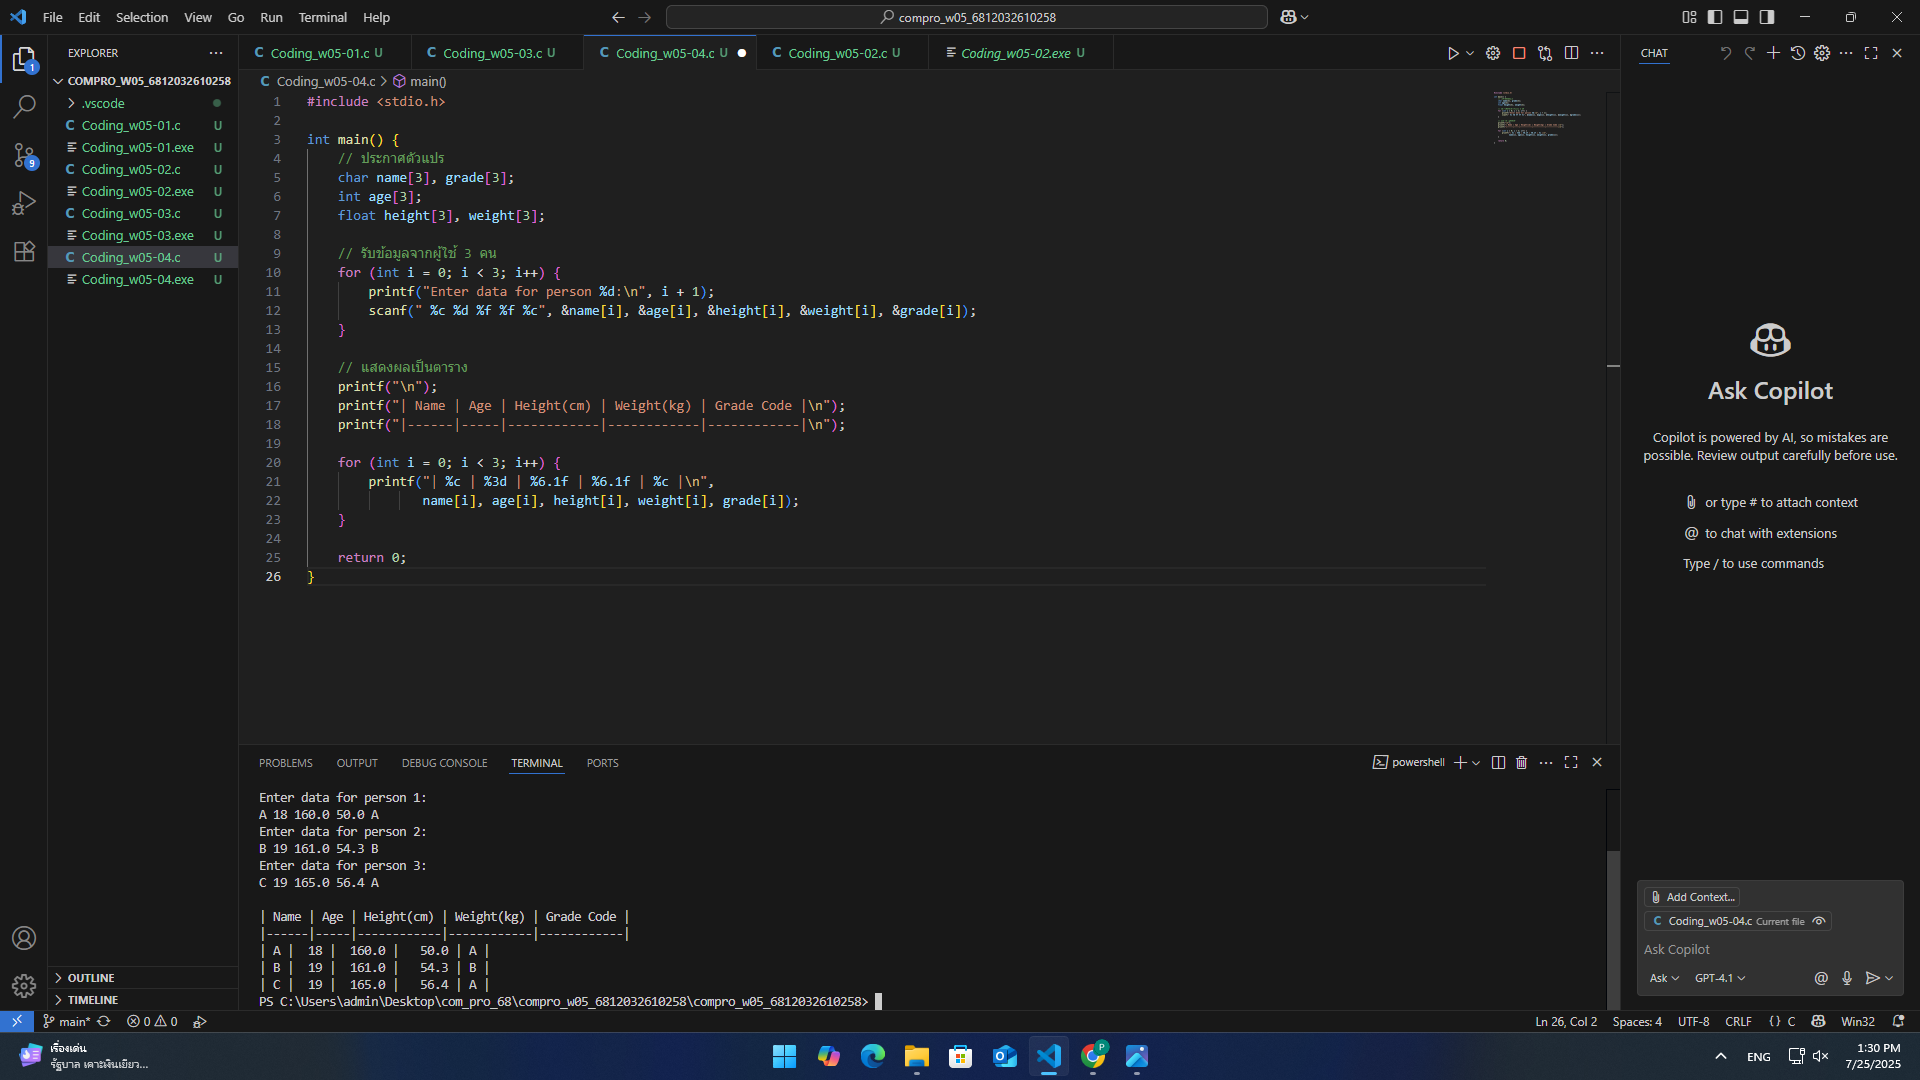 File Edit Selection View Go Run Terminal Help
compro_w05_6812032610258
EXPLORER
COMPRO_W05_6812032610258
.vscode
Coding_w05-01.c U
Coding_w05-01.exe U
Coding_w05-02.c U
Coding_w05-02.exe U
Coding_w05-03.c U
Coding_w05-03.exe U
Coding_w05-04.c U
Coding_w05-04.exe U
OUTLINE
TIMELINE
1
9
Coding_w05-01.c U Coding_w05-03.c U Coding_w05-04.c U Coding_w05-02.c U Coding_w05-02.exe U
Coding_w05-04.c > main()
1 #include <stdio.h>
2
3 int main() {
4 // ประกาศตัวแปร
5 char name[3], grade[3];
6 int age[3];
7 float height[3], weight[3];
8
9 // รับข้อมูลจากผู้ใช้ 3 คน
10 for (int i = 0; i < 3; i++) {
11 printf("Enter data for person %d:\n", i + 1);
12 scanf(" %c %d %f %f %c", &name[i], &age[i], &height[i], &weight[i], &grade[i]);
13 }
14
15 // แสดงผลเป็นตาราง
16 printf("\n");
17 printf("| Name | Age | Height(cm) | Weight(kg) | Grade Code |\n");
18 printf("|------|-----|------------|------------|------------|\n");
19
20 for (int i = 0; i < 3; i++) {
21 printf("| %c | %3d | %6.1f | %6.1f | %c |\n",
22 name[i], age[i], height[i], weight[i], grade[i]);
23 }
24
25 return 0;
26 }
PROBLEMS OUTPUT DEBUG CONSOLE TERMINAL PORTS
powershell
Enter data for person 1:
A 18 160.0 50.0 A
Enter data for person 2:
B 19 161.0 54.3 B
Enter data for person 3:
C 19 165.0 56.4 A
| Name | Age | Height(cm) | Weight(kg) | Grade Code |
|------|-----|------------|------------|------------|
| A |  18 |  160.0 |   50.0 | A |
| B |  19 |  161.0 |   54.3 | B |
| C |  19 |  165.0 |   56.4 | A |
PS C:\Users\admin\Desktop\com_pro_68\compro_w05_6812032610258\compro_w05_6812032610258>
CHAT
Ask Copilot
Copilot is powered by AI, so mistakes are
possible. Review output carefully before use.
or type # to attach context
@ to chat with extensions
Type / to use commands
Add Context...
C Coding_w05-04.c Current file
Ask Copilot
Ask GPT-4.1
main* 0 0
Ln 26, Col 2 Spaces: 4 UTF-8 CRLF {} C Win32
เรื่องเด่น
รัฐบาล เคาะเงินเยียว...
ENG
1:30 PM
7/25/2025